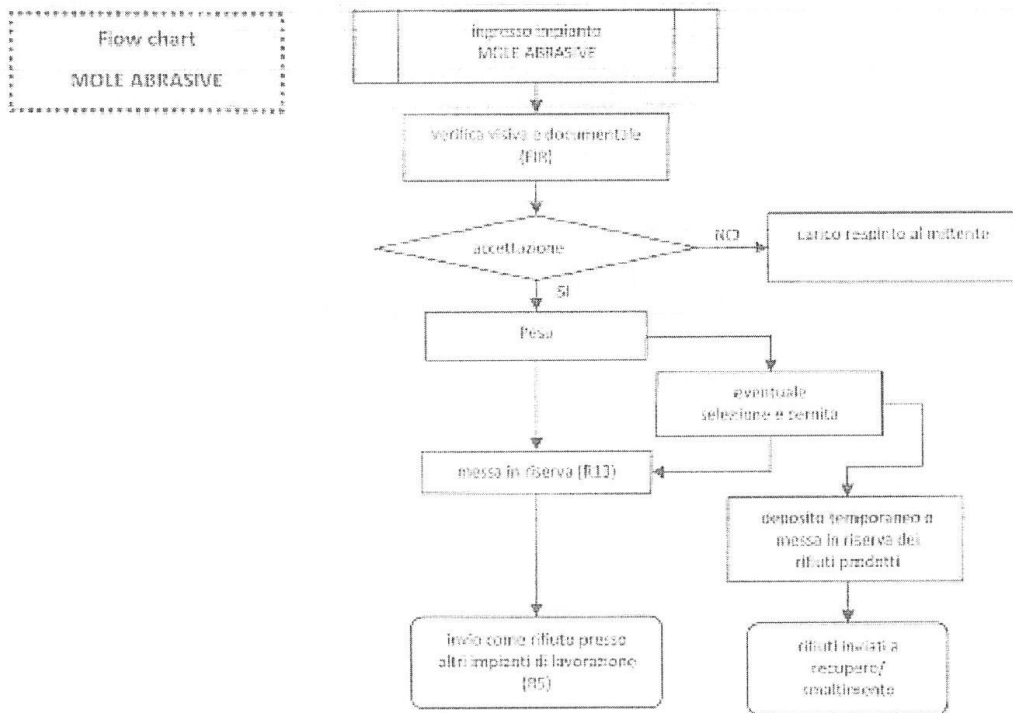 Flow chart
MOLE ABRASIVE
ingresso impianto
MOLE ABRASIVE
verifica visiva e documentale
(FIR)
accettazione
NO
carico respinto al mittente
SI
Pesa
eventuale
selezione e cernita
messa in riserva (R13)
deposito temporaneo o
messa in riserva dei
rifiuti prodotti
invio come rifiuto presso
altri impianti di lavorazione
(R5)
rifiuti inviati a
recupero/
smaltimento